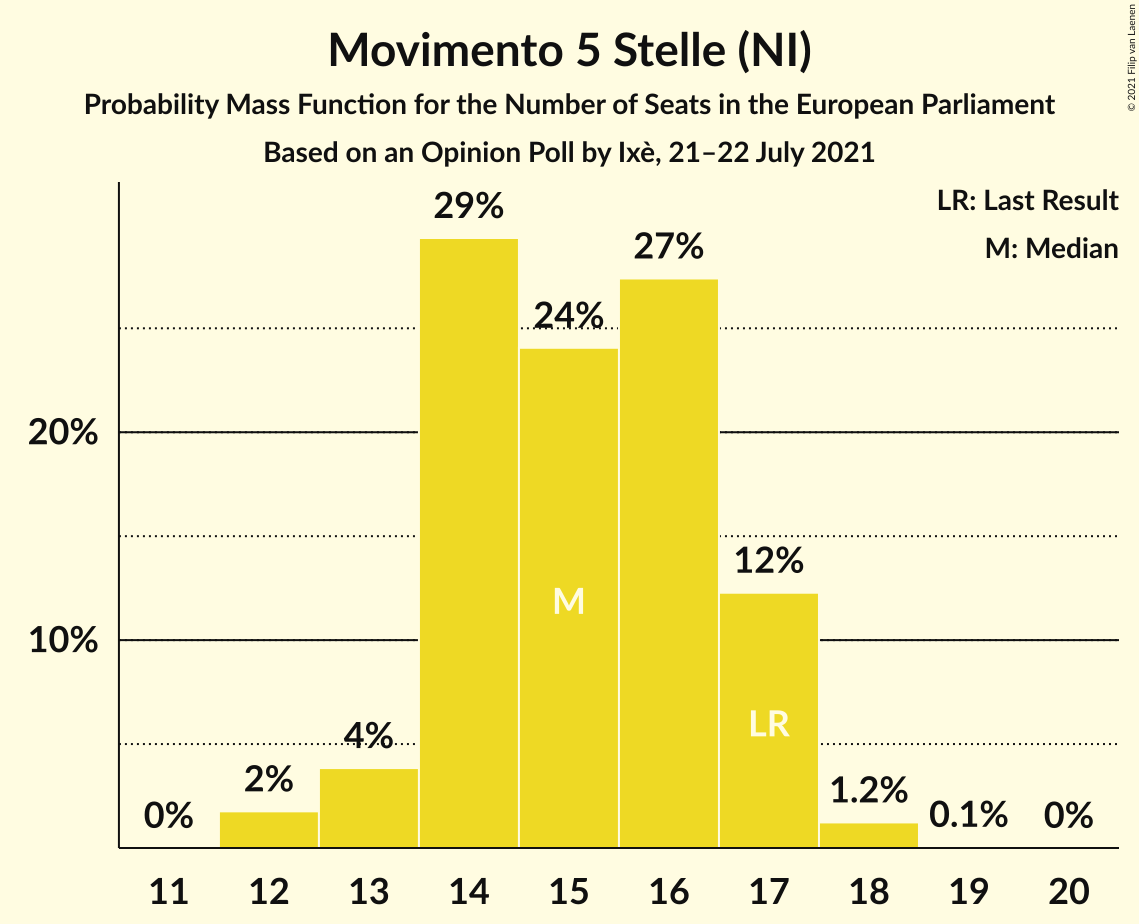 Movimento 5 Stelle (NI)
Probability Mass Function for the Number of Seats in the European Parliament
Based on an Opinion Poll by Ixè, 21–22 July 2021
© 2021 Filip van Laenen
LR: Last Result
M: Median
29%
27%
24%
20%
12%
M
10%
LR
4%
2%
1.2%
0%
0.1%
0%
11 12 13 14 15 16 17 18 19 20